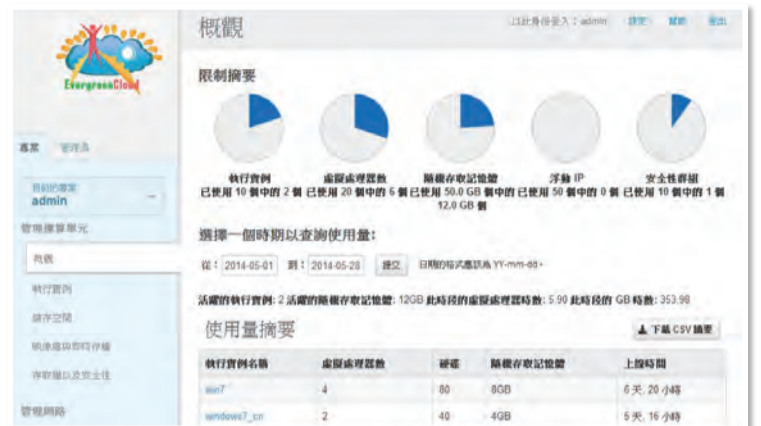 EvergreenCloud
概觀
以此身份登入：admin 設定 幫助 登出
限制摘要
執行實例
已使用 10 個中的 2 個
虛擬處理器數
已使用 20 個中的 6 個
隨機存取記憶體
已使用 50.0 GB 個中的 12.0 GB 個
浮動 IP
已使用 50 個中的 0 個
安全性群組
已使用 10 個中的 1 個
專案 管理員
目前的專案
admin
管理運算單元
概觀
執行實例
儲存空間
映像檔與即時存檔
存取權以及安全性
管理網路
選擇一個時期以查詢使用量:
從： 2014-05-01 到： 2014-05-28 提交 日期的格式應該為 YY-mm-dd。
活躍的執行實例: 2 活躍的隨機存取記憶體: 12GB 此時段的虛擬處理器時數: 5.90 此時段的 GB 時數: 353.98
使用量摘要
下載 CSV 摘要
執行實例名稱 虛擬處理器數 硬碟 隨機存取記憶體 上線時間
win7 4 80 8GB 6 天, 20 小時
windows7_cn 2 40 4GB 5 天, 16 小時